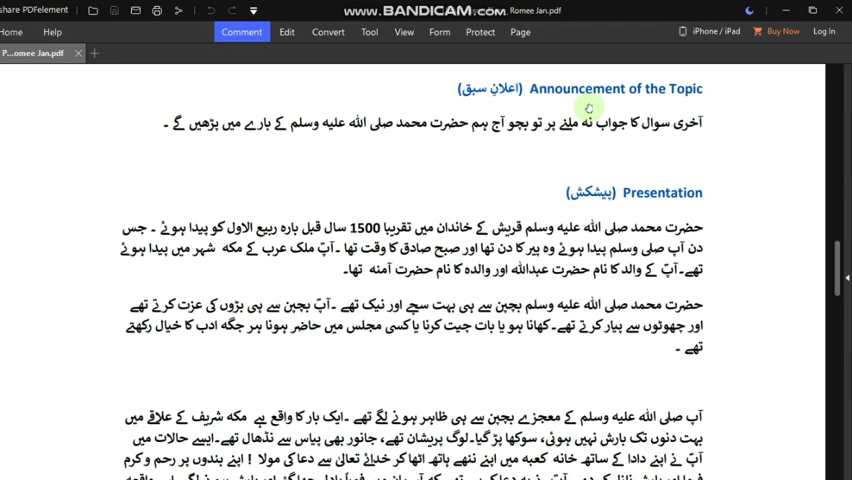 share PDFelement
www.BANDICAM.com
Romee Jan.pdf
Home Help Comment Edit Convert Tool View Form Protect Page iPhone / iPad Buy Now Log In
P...omee Jan.pdf
Announcement of the Topic (اعلانِ سبق)
آخری سوال کا جواب نہ ملنے پر تو بچو آج ہم حضرت محمد صلی اللہ علیہ وسلم کے بارے میں پڑھیں گے ۔
Presentation (پیشکش)
حضرت محمد صلی اللہ علیہ وسلم قریش کے خاندان میں تقریبا 1500 سال قبل بارہ ربیع الاول کو پیدا ہوئے ۔ جس
دن آپ صلی وسلم پیدا ہوئے وہ پیر کا دن تھا اور صبح صادق کا وقت تھا ۔آپؐ ملک عرب کے مکہ شہر میں پیدا ہوئے
تھے۔آپؐ کے والد کا نام حضرت عبداللہ اور والدہ کا نام حضرت آمنہ تھا۔
حضرت محمد صلی اللہ علیہ وسلم بچپن سے ہی بہت سچے اور نیک تھے ۔آپؐ بچپن سے ہی بڑوں کی عزت کرتے تھے
اور چھوٹوں سے پیار کرتے تھے۔کھانا ہو یا بات چیت کرنا یا کسی مجلس میں حاضر ہونا ہر جگہ ادب کا خیال رکھتے
تھے ۔
آپ صلی اللہ علیہ وسلم کے معجزے بچپن سے ہی ظاہر ہونے لگے تھے ۔ایک بار کا واقع ہے مکہ شریف کے علاقے میں
بہت دنوں تک بارش نہیں ہوئی، سوکھا پڑ گیا۔لوگ پریشان تھے، جانور بھی پیاس سے نڈھال تھے۔ایسے حالات میں
آپؐ نے اپنے دادا کے ساتھ خانہ کعبہ میں اپنے ننھے ہاتھ اٹھا کر خدائے تعالیٰ سے دعا کی مولا ! اپنے بندوں پر رحم و کرم